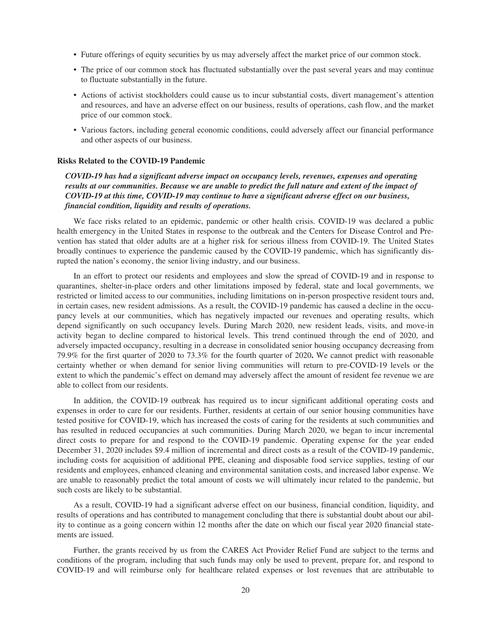 • Future offerings of equity securities by us may adversely affect the market price of our common stock.
• The price of our common stock has fluctuated substantially over the past several years and may continue
to fluctuate substantially in the future.
• Actions of activist stockholders could cause us to incur substantial costs, divert management's attention
and resources, and have an adverse effect on our business, results of operations, cash flow, and the market
price of our common stock.
• Various factors, including general economic conditions, could adversely affect our financial performance
and other aspects of our business.
Risks Related to the COVID-19 Pandemic
COVID-19 has had a significant adverse impact on occupancy levels, revenues, expenses and operating
results at our communities. Because we are unable to predict the full nature and extent of the impact of
COVID-19 at this time, COVID-19 may continue to have a significant adverse effect on our business,
financial condition, liquidity and results of operations.
We face risks related to an epidemic, pandemic or other health crisis. COVID-19 was declared a public
health emergency in the United States in response to the outbreak and the Centers for Disease Control and Pre-
vention has stated that older adults are at a higher risk for serious illness from COVID-19. The United States
broadly continues to experience the pandemic caused by the COVID-19 pandemic, which has significantly dis-
rupted the nation's economy, the senior living industry, and our business.
In an effort to protect our residents and employees and slow the spread of COVID-19 and in response to
quarantines, shelter-in-place orders and other limitations imposed by federal, state and local governments, we
restricted or limited access to our communities, including limitations on in-person prospective resident tours and,
in certain cases, new resident admissions. As a result, the COVID-19 pandemic has caused a decline in the occu-
pancy levels at our communities, which has negatively impacted our revenues and operating results, which
depend significantly on such occupancy levels. During March 2020, new resident leads, visits, and move-in
activity began to decline compared to historical levels. This trend continued through the end of 2020, and
adversely impacted occupancy, resulting in a decrease in consolidated senior housing occupancy decreasing from
79.9% for the first quarter of 2020 to 73.3% for the fourth quarter of 2020. We cannot predict with reasonable
certainty whether or when demand for senior living communities will return to pre-COVID-19 levels or the
extent to which the pandemic's effect on demand may adversely affect the amount of resident fee revenue we are
able to collect from our residents.
In addition, the COVID-19 outbreak has required us to incur significant additional operating costs and
expenses in order to care for our residents. Further, residents at certain of our senior housing communities have
tested positive for COVID-19, which has increased the costs of caring for the residents at such communities and
has resulted in reduced occupancies at such communities. During March 2020, we began to incur incremental
direct costs to prepare for and respond to the COVID-19 pandemic. Operating expense for the year ended
December 31, 2020 includes $9.4 million of incremental and direct costs as a result of the COVID-19 pandemic,
including costs for acquisition of additional PPE, cleaning and disposable food service supplies, testing of our
residents and employees, enhanced cleaning and environmental sanitation costs, and increased labor expense. We
are unable to reasonably predict the total amount of costs we will ultimately incur related to the pandemic, but
such costs are likely to be substantial.
As a result, COVID-19 had a significant adverse effect on our business, financial condition, liquidity, and
results of operations and has contributed to management concluding that there is substantial doubt about our abil-
ity to continue as a going concern within 12 months after the date on which our fiscal year 2020 financial state-
ments are issued.
Further, the grants received by us from the CARES Act Provider Relief Fund are subject to the terms and
conditions of the program, including that such funds may only be used to prevent, prepare for, and respond to
COVID-19 and will reimburse only for healthcare related expenses or lost revenues that are attributable to
20